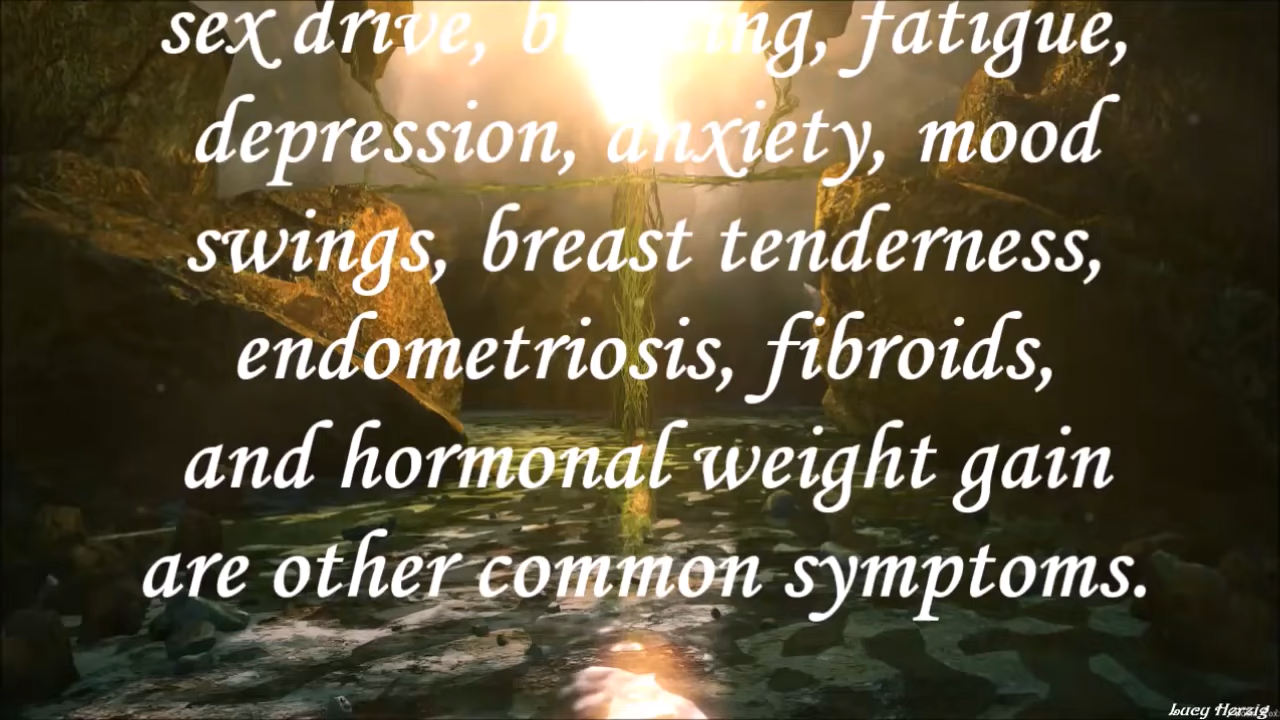 sex drive, fatigue,
depression, anxiety, mood
swings, breast tenderness,
endometriosis, fibroids,
and hormonal weight gain
are other common symptoms.
Lucy Herzig